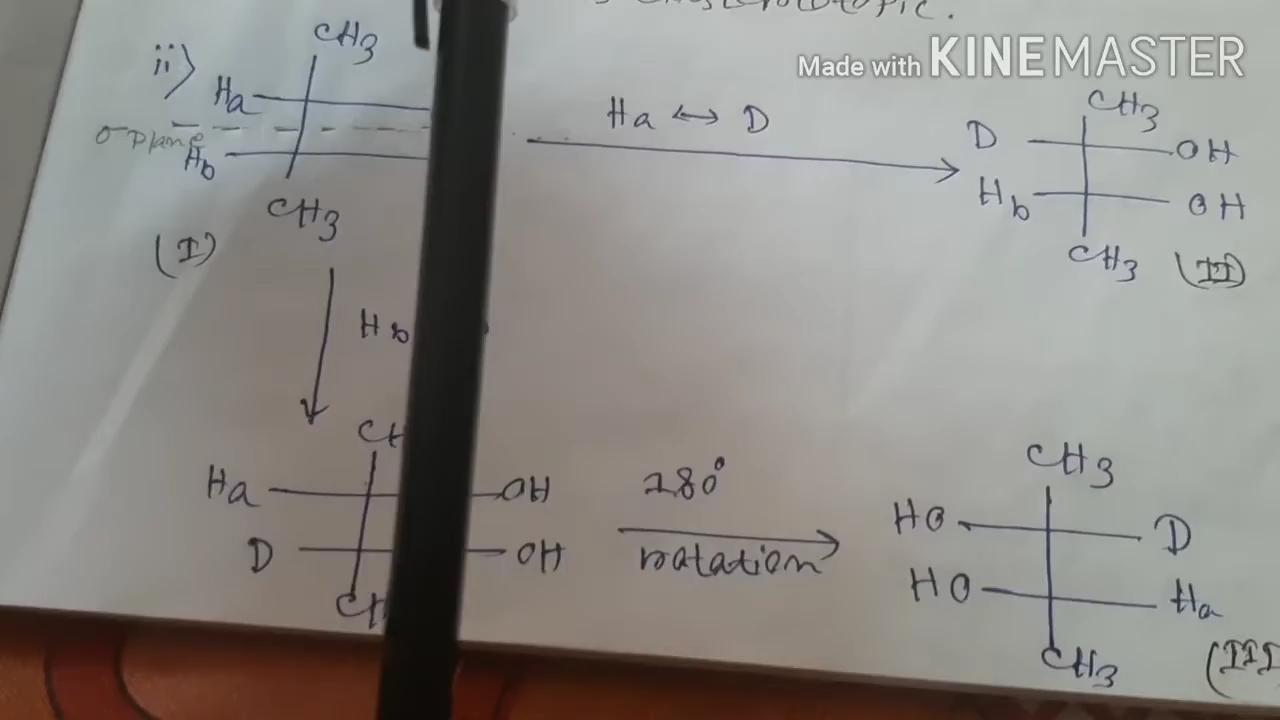 Made with KINEMASTER
ii)
CH3
Ha
σ plane
Hb
CH3
(I)
Ha ↔ D
CH3
D OH
Hb OH
CH3 (II)
Hb
Ha OH
D OH
180°
rotation
CH3
HO D
HO Ha
CH3
(III